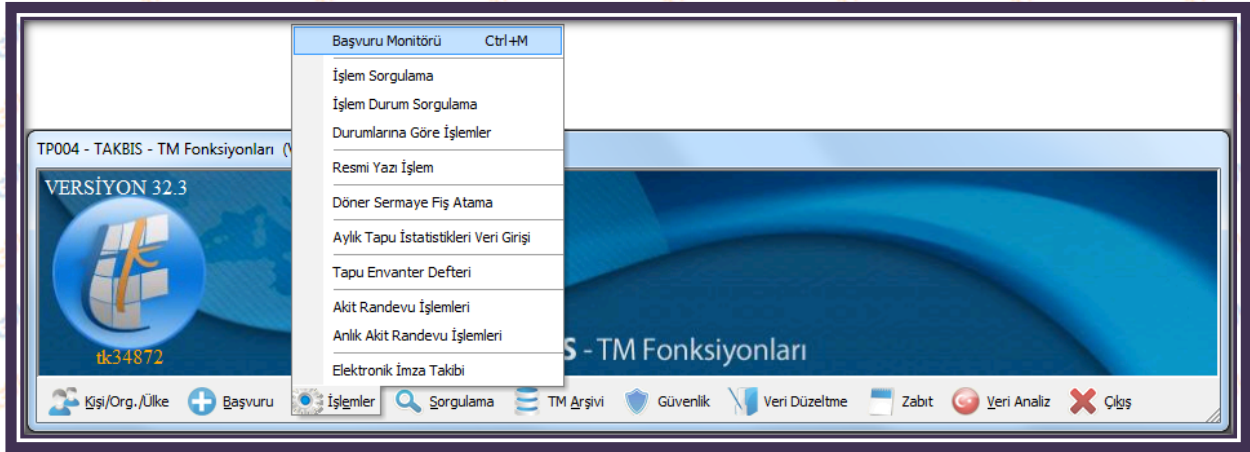 Başvuru Monitörü Ctrl+M
İşlem Sorgulama
İşlem Durum Sorgulama
Durumlarına Göre İşlemler
Resmi Yazı İşlem
Döner Sermaye Fiş Atama
Aylık Tapu İstatistikleri Veri Girişi
Tapu Envanter Defteri
Akit Randevu İşlemleri
Anlık Akit Randevu İşlemleri
Elektronik İmza Takibi
TP004 - TAKBIS - TM Fonksiyonları (V
VERSİYON 32.3
tk34872
S - TM Fonksiyonları
Kişi/Org./Ülke Başvuru İşlemler Sorgulama TM Arşivi Güvenlik Veri Düzeltme Zabıt Veri Analiz Çıkış